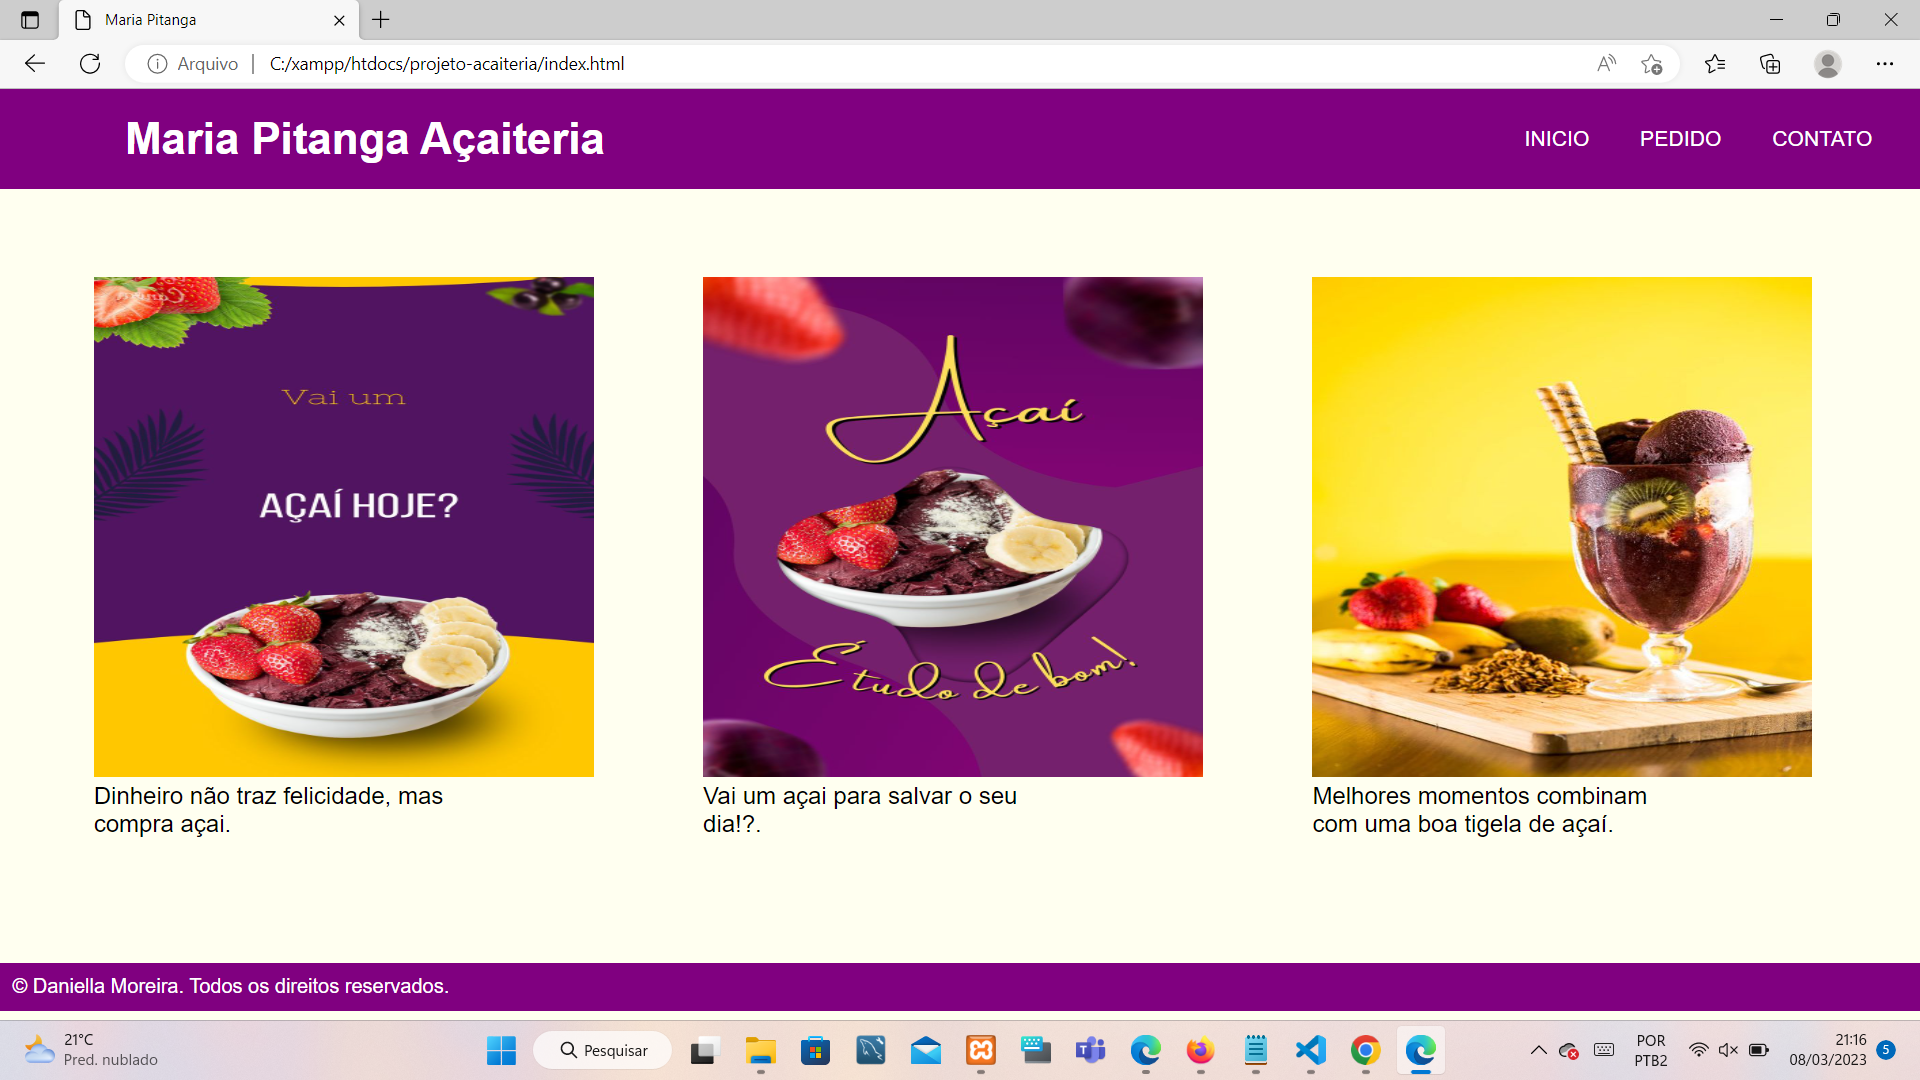 Maria Pitanga
Arquivo
C:/xampp/htdocs/projeto-acaiteria/index.html
Maria Pitanga Açaiteria
INICIO PEDIDO CONTATO
Vai um
AÇAÍ HOJE?
Açaí
É tudo de bom!
Dinheiro não traz felicidade, mas
compra açai.
Vai um açai para salvar o seu
dia!?.
Melhores momentos combinam
com uma boa tigela de açaí.
© Daniella Moreira. Todos os direitos reservados.
21°C
Pred. nublado
Pesquisar
POR
PTB2
21:16
08/03/2023
5